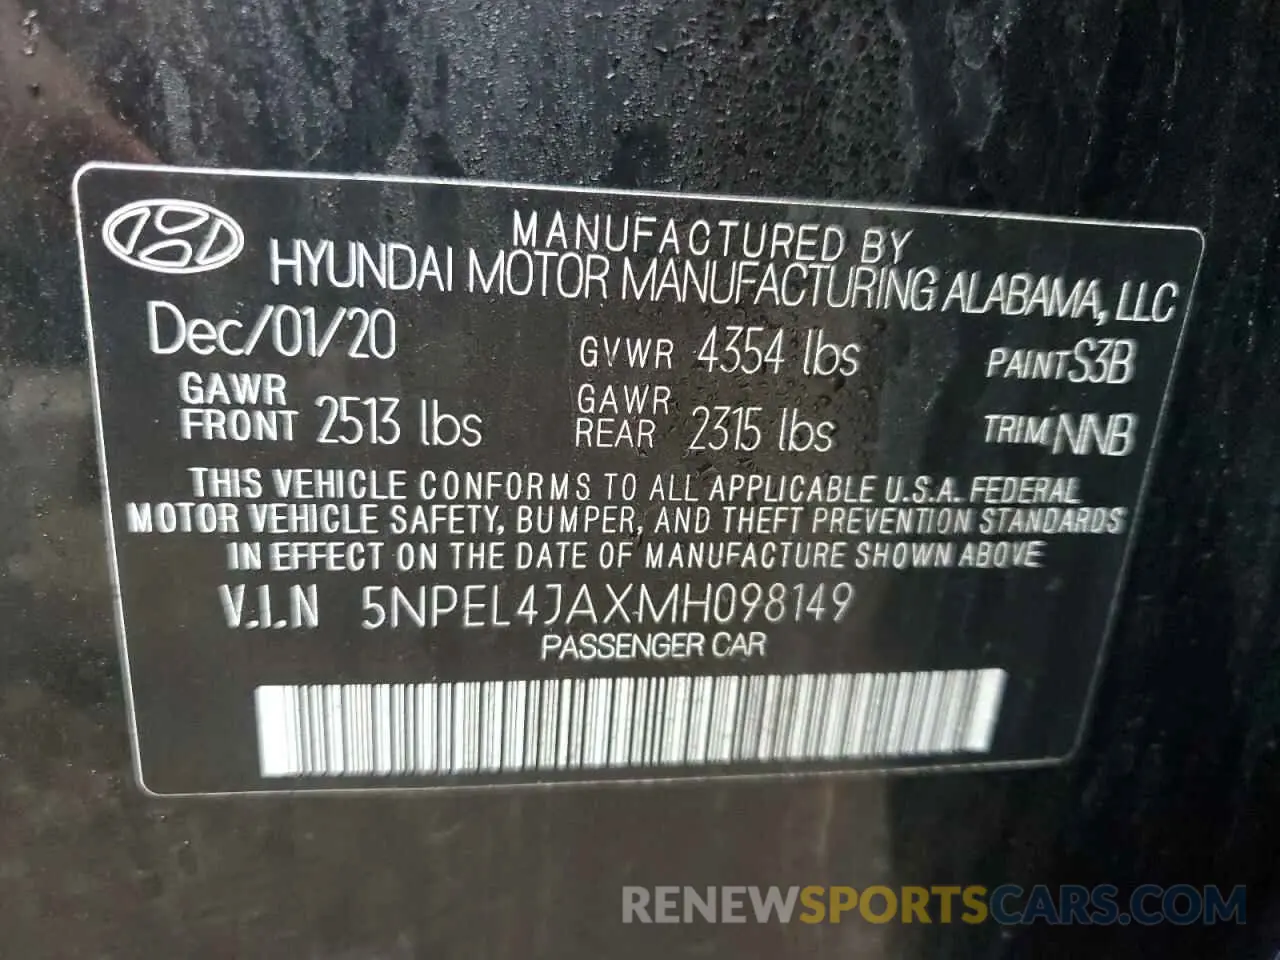 MANUFACTURED BY
HYUNDAI MOTOR MANUFACTURING ALABAMA, LLC
Dec/01/20 GVWR 4354 lbs PAINT S3B
GAWR FRONT 2513 lbs GAWR REAR 2315 lbs TRIM NNB
THIS VEHICLE CONFORMS TO ALL APPLICABLE U.S.A. FEDERAL
MOTOR VEHICLE SAFETY, BUMPER, AND THEFT PREVENTION STANDARDS
IN EFFECT ON THE DATE OF MANUFACTURE SHOWN ABOVE
V.I.N 5NPEL4JAXMH098149
PASSENGER CAR
RENEWSPORTSCARS.COM